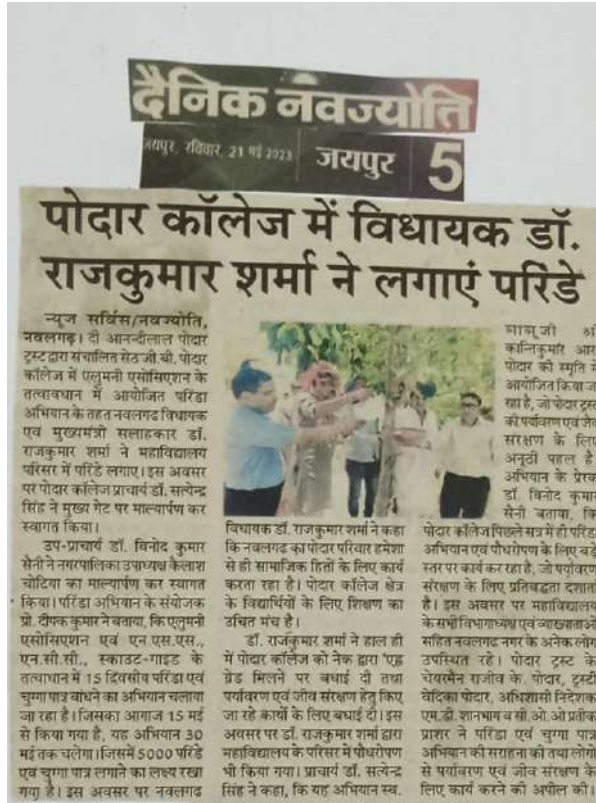 दैनिक नवज्योति
जयपुर, रविवार, 21 मई 2023
जयपुर
5
पोदार कॉलेज में विधायक डॉ.
राजकुमार शर्मा ने लगाएं परिंडे
न्यूज सर्विस/नवज्योति,
नवलगढ़। दी आनन्दीलाल पोदार
ट्रस्ट द्वारा संचालित सेठ जी.बी. पोदार
कॉलेज में एलुमनी एसोसिएशन के
तत्वावधान में आयोजित परिंडा
अभियान के तहत नवलगढ़ विधायक
एवं मुख्यमंत्री सलाहकार डॉ.
राजकुमार शर्मा ने महाविद्यालय
परिसर में परिंडे लगाए। इस अवसर
पर पोदार कॉलेज प्राचार्य डॉ. सत्येन्द्र
सिंह ने मुख्य गेट पर माल्यार्पण कर
स्वागत किया।
उप-प्राचार्य डॉ. विनोद कुमार
सैनी ने नगरपालिका उपाध्यक्ष कैलाश
चोटिया का माल्यार्पण कर स्वागत
किया। परिंडा अभियान के संयोजक
प्रो. दीपक कुमार ने बताया, कि एलुमनी
एसोसिएशन एवं एन.एस.एस.,
एन.सी.सी., स्काउट-गाइड के
तत्वाधान में 15 दिवसीय परिंडा एवं
चुग्गा पात्र बांधने का अभियान चलाया
जा रहा है। जिसका आगाज 15 मई
से किया गया है, यह अभियान 30
मई तक चलेगा। जिसमें 5000 परिंडे
एवं चुग्गा पात्र लगाने का लक्ष्य रखा
गया है। इस अवसर पर नवलगढ़
विधायक डॉ. राजकुमार शर्मा ने कहा
कि नवलगढ़ का पोदार परिवार हमेशा
से ही सामाजिक हितों के लिए कार्य
करता रहा है। पोदार कॉलेज क्षेत्र
के विद्यार्थियों के लिए शिक्षण का
उचित मंच है।
डॉ. राजकुमार शर्मा ने हाल ही
में पोदार कॉलेज को नेक द्वारा 'एह्न
ग्रेड मिलने पर बधाई दी तथा
पर्यावरण एवं जीव संरक्षण हेतु किए
जा रहे कार्यों के लिए बधाई दी। इस
अवसर पर डॉ. राजकुमार शर्मा द्वारा
महाविद्यालय के परिसर में पौधरोपण
भी किया गया। प्राचार्य डॉ. सत्येन्द्र
सिंह ने कहा, कि यह अभियान स्व.
कान्तिकुमार आर
पोदार की स्मृति में
आयोजित किया जा
रहा है, जो पोदार ट्रस्ट
की पर्यावरण एवं जैव
संरक्षण के लिए
अनूठी पहल है।
अभियान के प्रेरक
डॉ. विनोद कुमार
सैनी बताया, कि
पोदार कॉलेज पिछले सत्र में ही परिंडा
अभियान एवं पौधरोपण के लिए बड़े
स्तर पर कार्य कर रहा है, जो पर्यावरण
संरक्षण के लिए प्रतिबद्धता दर्शाता
है। इस अवसर पर महाविद्यालय
के सभी विभागाध्यक्ष एवं व्याख्याताओं
सहित नवलगढ़ नगर के अनेक लोग
उपस्थित रहे। पोदार ट्रस्ट के
चेयरमैन राजीव के. पोदार, ट्रस्टी
वेदिका पोदार, अधिशासी निदेशक
एम.डी. शानभाग व सी.ओ.ओ प्रतीक
प्राशर ने परिंडा एवं चुग्गा पात्र
अभियान की सराहना की तथा लोगों
से पर्यावरण एवं जीव संरक्षण के
लिए कार्य करने की अपील की।